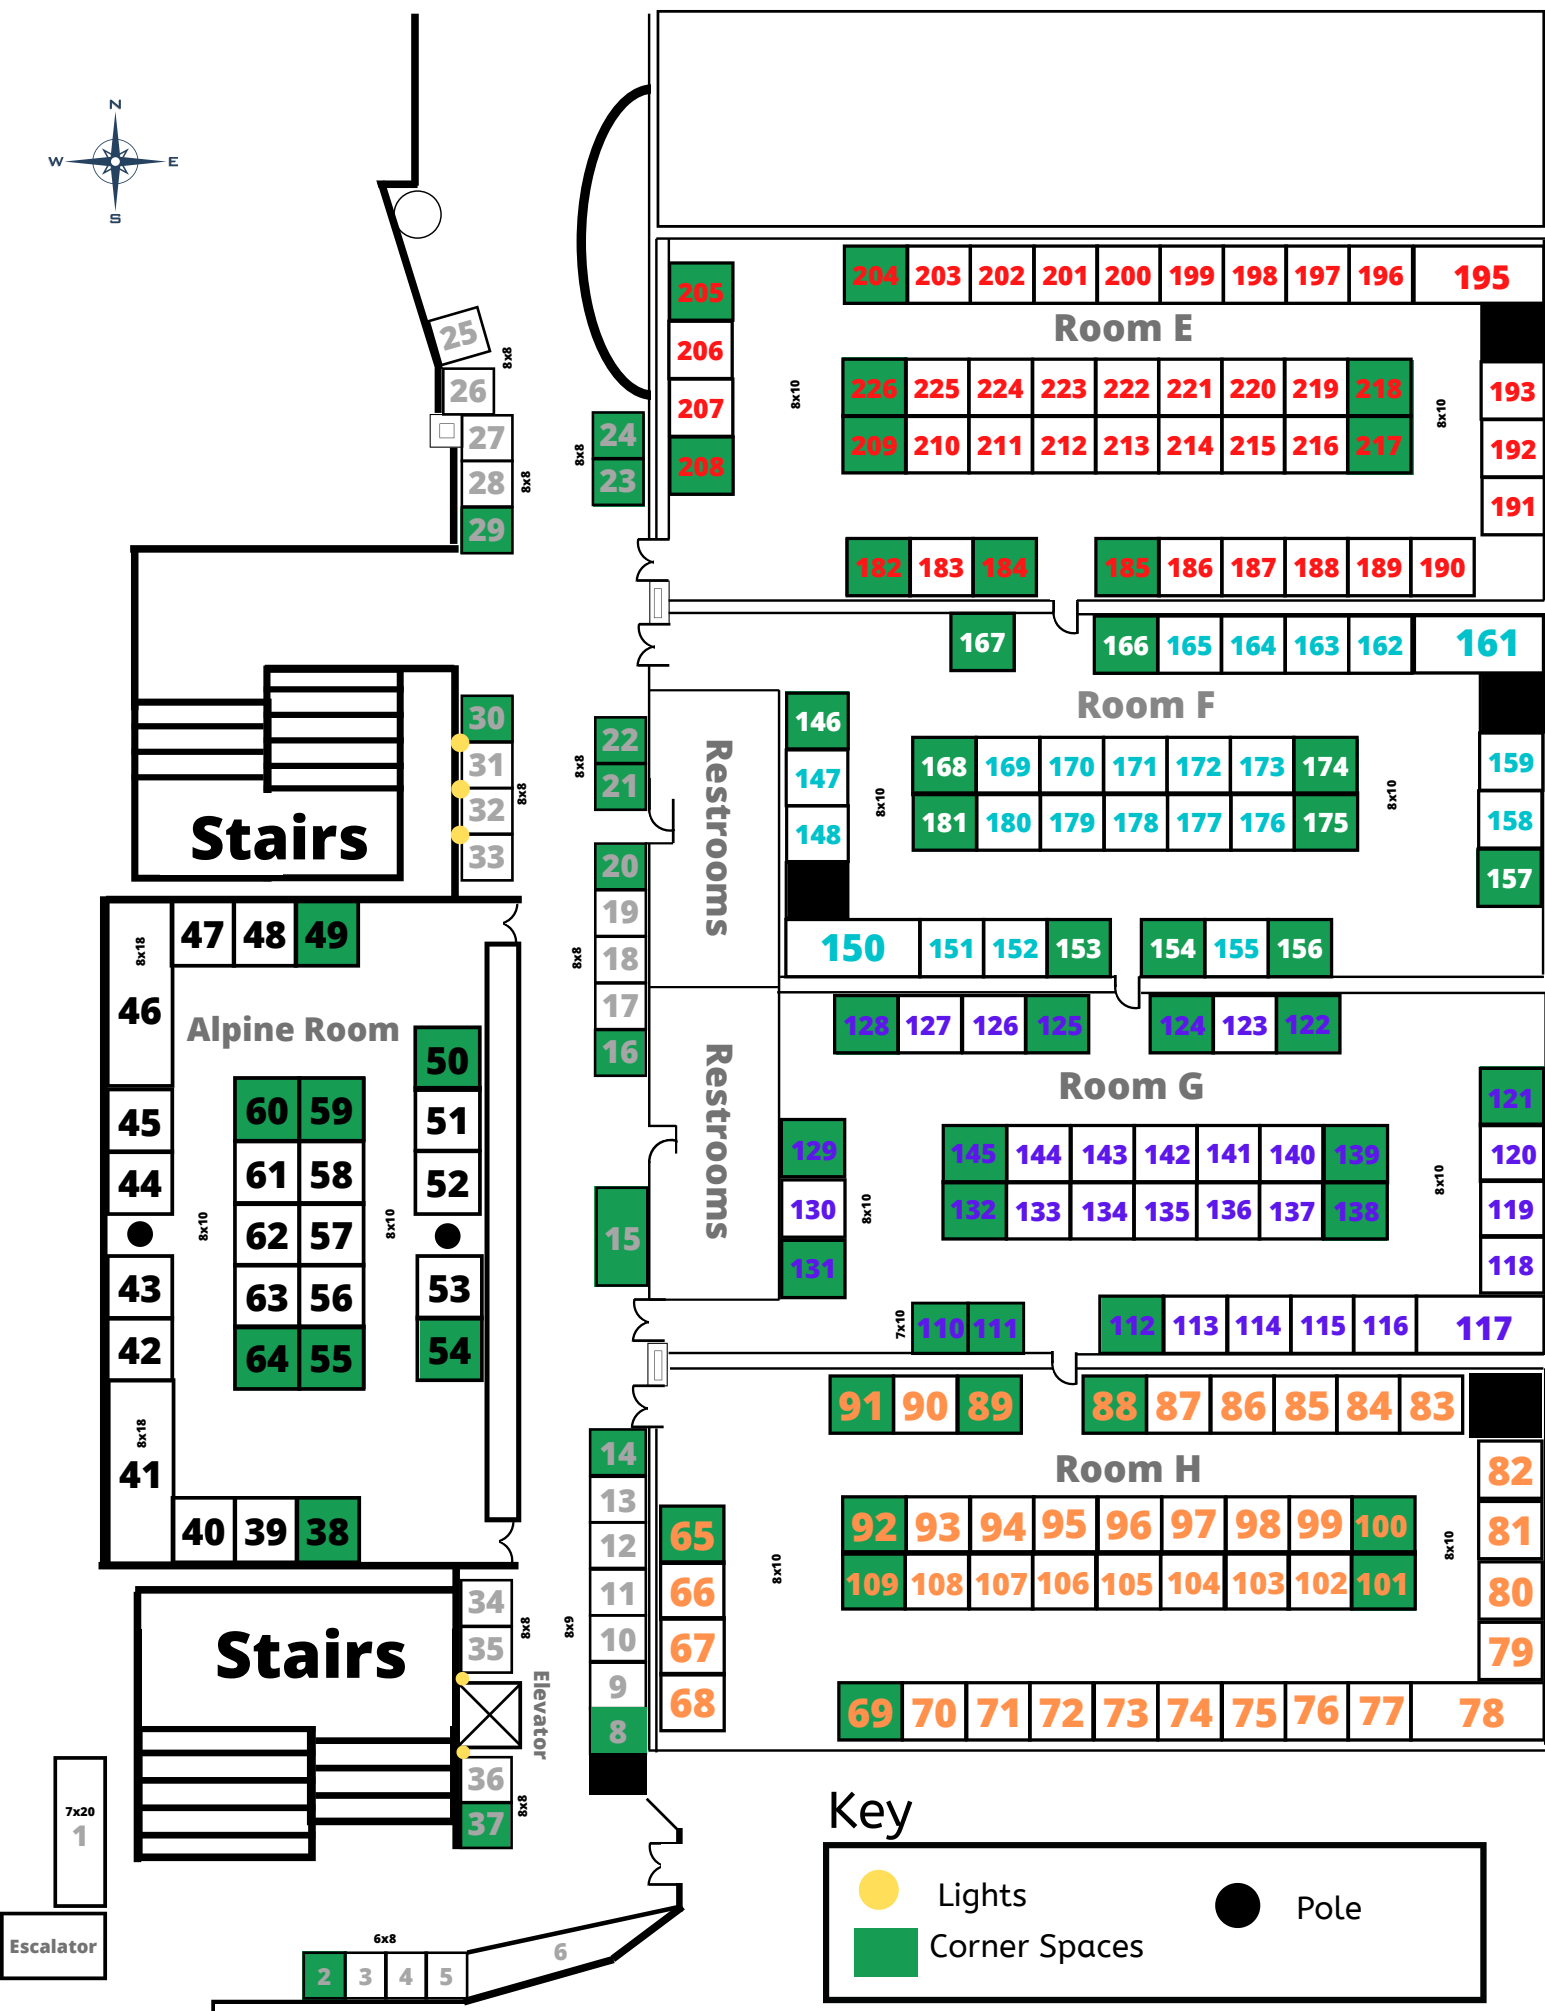 N
W E
S
204 203 202 201 200 199 198 197 196 195
205
206
207
208
Room E
226 225 224 223 222 221 220 219 218
209 210 211 212 213 214 215 216 217
8x10
8x10
193
192
191
182 183 184 185 186 187 188 189 190
25
8x8
26
27
28
29
8x8
24
23
8x8
167 166 165 164 163 162 161
Room F
146
147
148
168 169 170 171 172 173 174
181 180 179 178 177 176 175
8x10
8x10
159
158
157
150 151 152 153 154 155 156
30
31
32
33
8x8
22
21
8x8
20
19
18
17
16
8x8
15
Restrooms
Restrooms
Stairs
8x18
46
47 48 49
Alpine Room
45
44
43
42
8x18
41
40 39 38
60 59
61 58
62 57
63 56
64 55
8x10
8x10
50
51
52
53
54
128 127 126 125 124 123 122
Room G
129
130
131
145 144 143 142 141 140 139
132 133 134 135 136 137 138
8x10
8x10
121
120
119
118
7x10
110 111 112 113 114 115 116 117
91 90 89 88 87 86 85 84 83
Room H
14
13
12
11
10
9
8
8x9
65
66
67
68
8x10
92 93 94 95 96 97 98 99 100
109 108 107 106 105 104 103 102 101
8x10
82
81
80
79
69 70 71 72 73 74 75 76 77 78
34
35
8x8
Stairs
Elevator
36
37
8x8
7x20
1
Escalator
6x8
2 3 4 5 6
Key
Lights
Pole
Corner Spaces